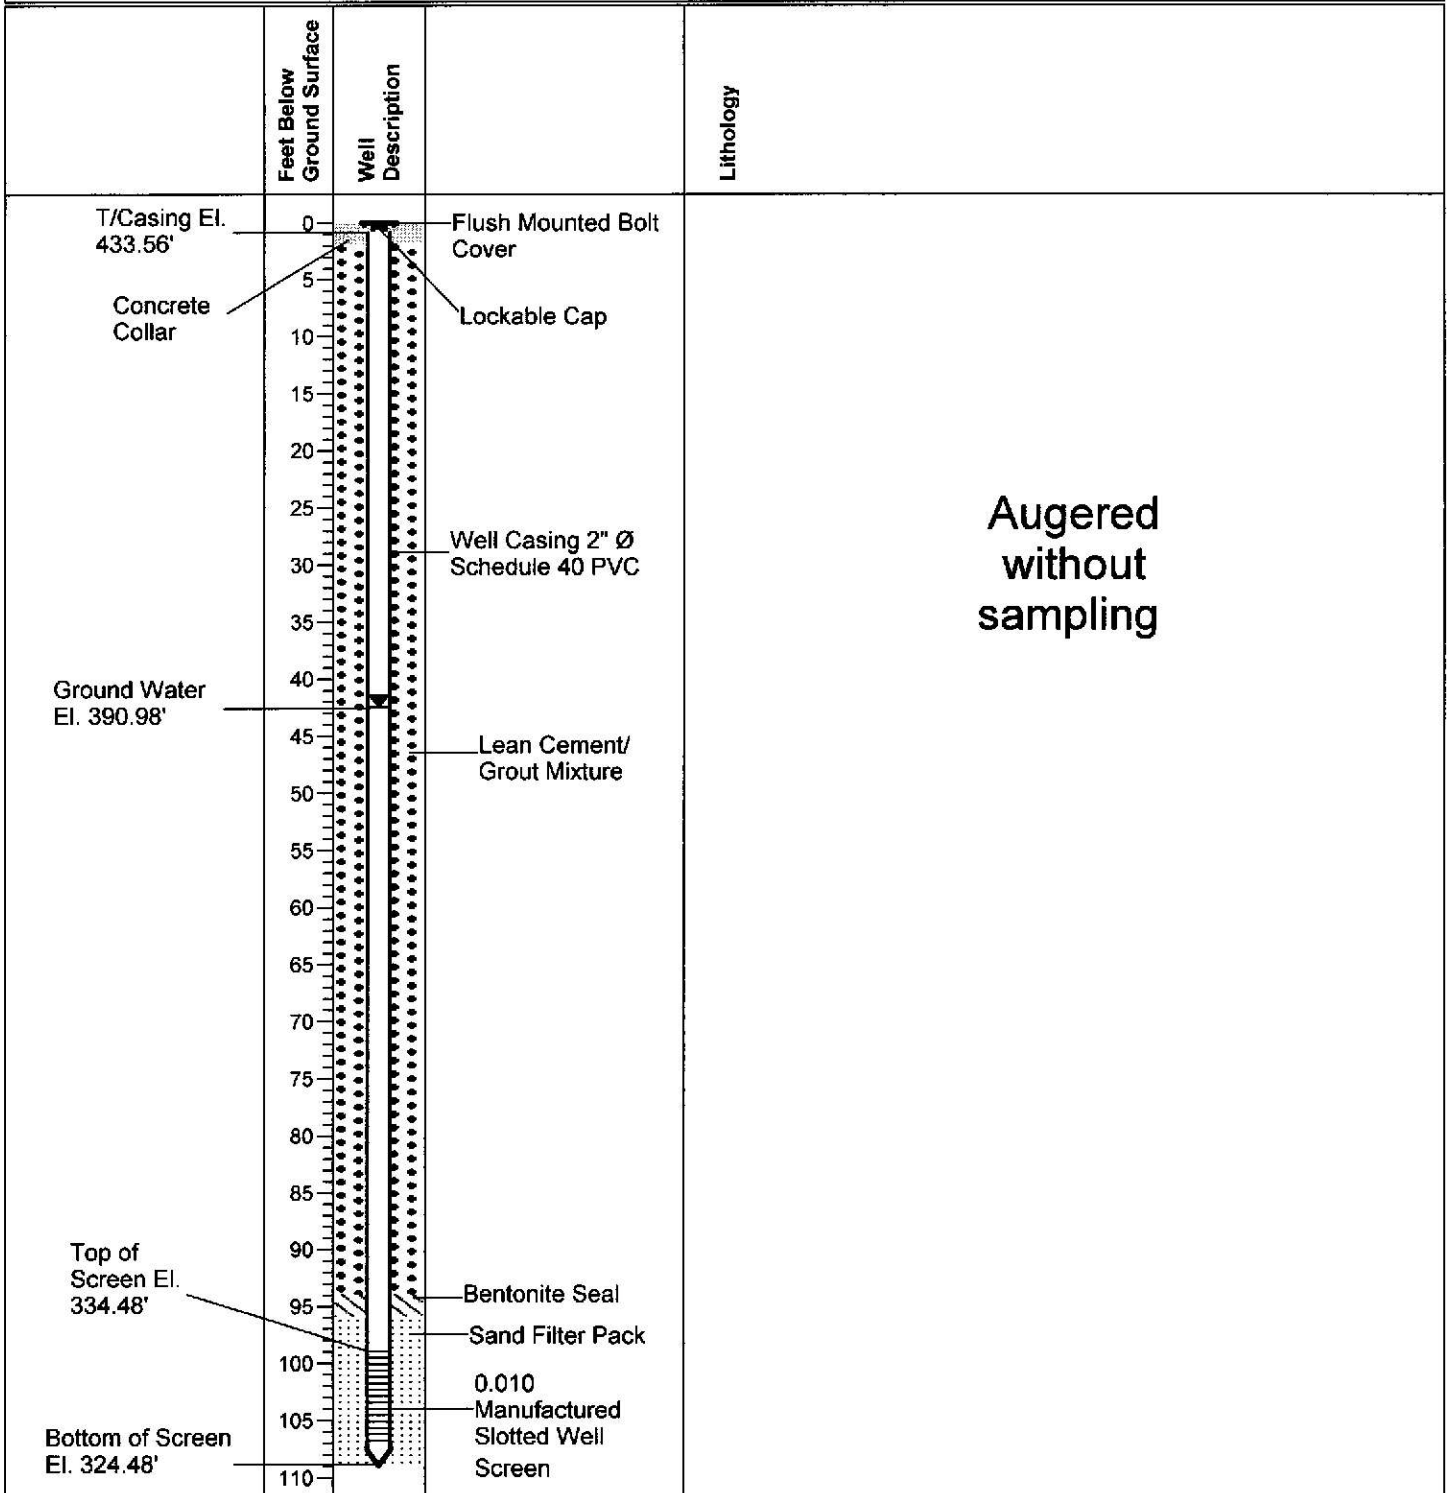 Feet Below
Ground Surface
Well
Description
Lithology
T/Casing El.
433.56'
Concrete
Collar
Ground Water
El. 390.98'
Top of
Screen El.
334.48'
Bottom of Screen
El. 324.48'
0
5
10
15
20
25
30
35
40
45
50
55
60
65
70
75
80
85
90
95
100
105
110
Flush Mounted Bolt
Cover
Lockable Cap
Well Casing 2" Ø
Schedule 40 PVC
Lean Cement/
Grout Mixture
Bentonite Seal
Sand Filter Pack
0.010
Manufactured
Slotted Well
Screen
Augered
without
sampling